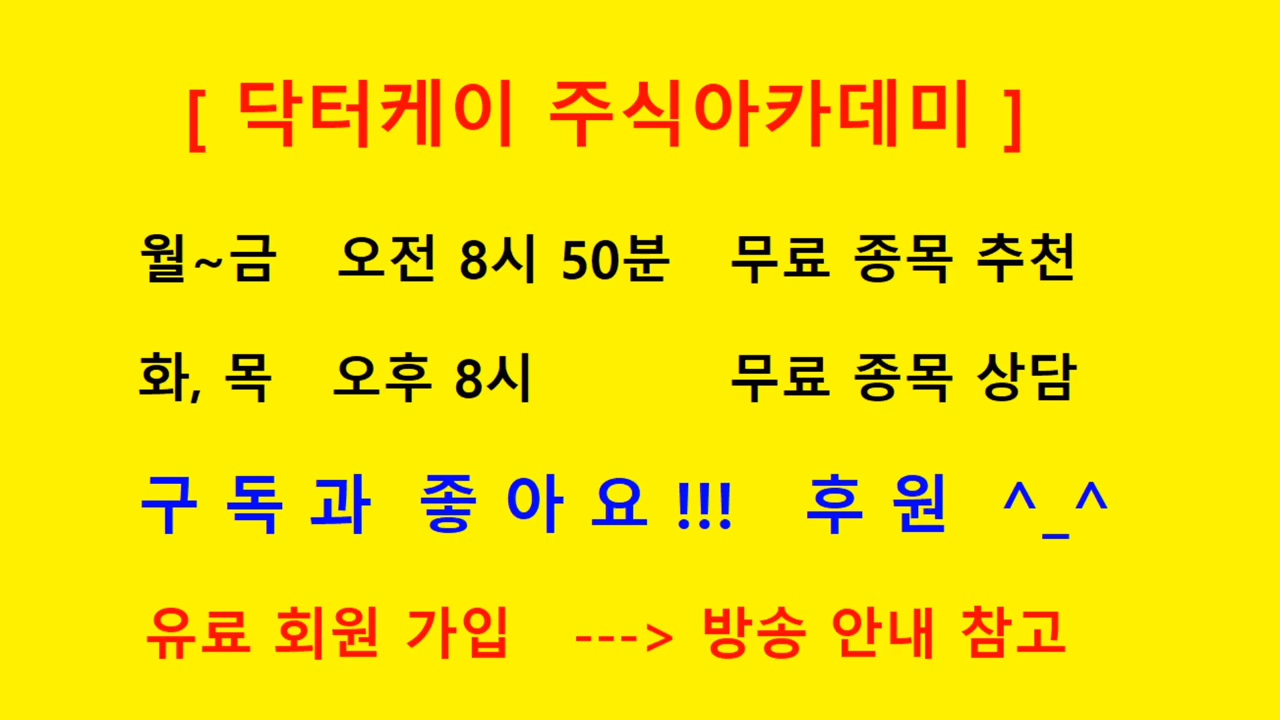 [ 닥터케이 주식아카데미 ]
월~금 오전 8시 50분 무료 종목 추천
화, 목 오후 8시 무료 종목 상담
구 독 과 좋 아 요 !!! 후 원 ^_^
유료 회원 가입 ---> 방송 안내 참고